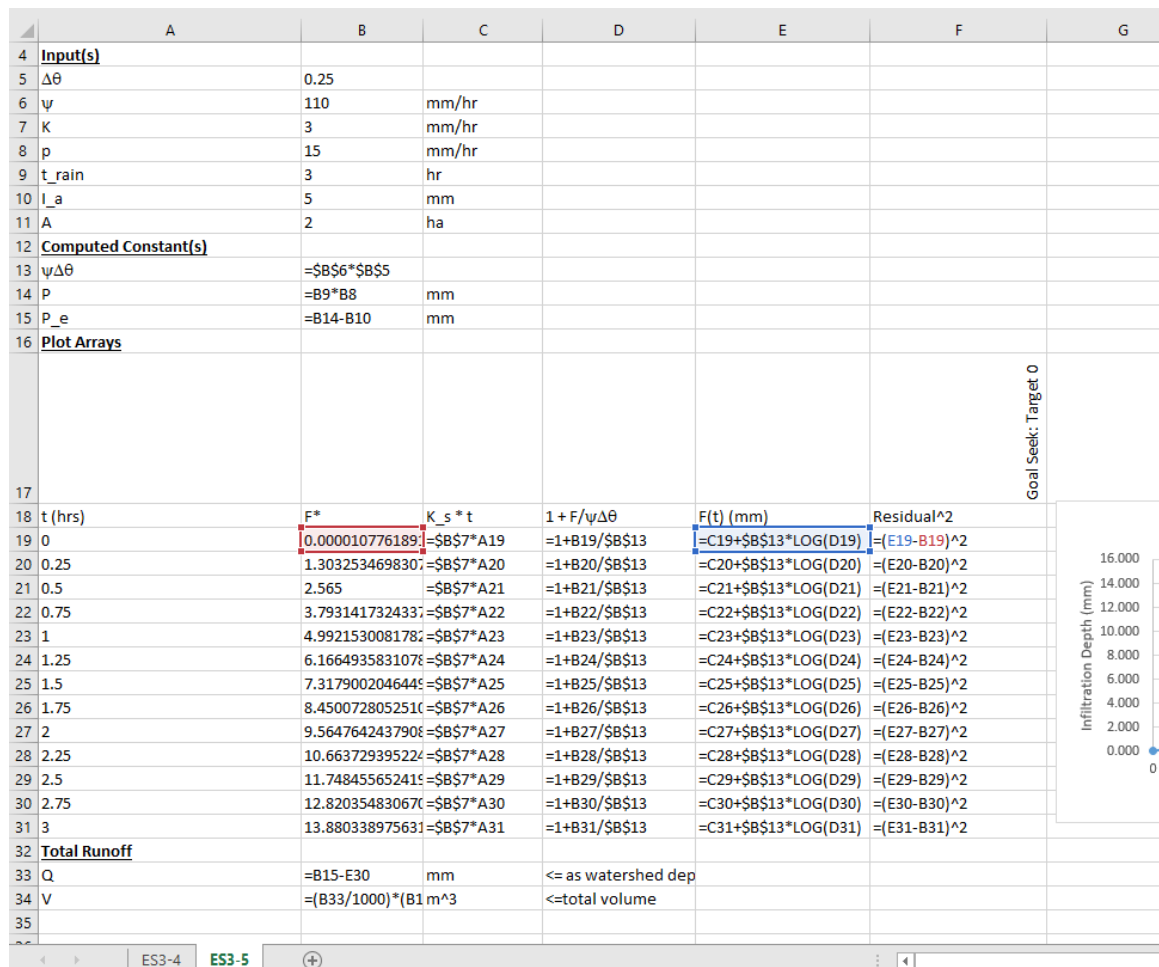 A B C D E F G
4 Input(s)
5 Δθ 0.25
6 ψ 110 mm/hr
7 K 3 mm/hr
8 p 15 mm/hr
9 t_rain 3 hr
10 I_a 5 mm
11 A 2 ha
12 Computed Constant(s)
13 ψΔθ =$B$6*$B$5
14 P =B9*B8 mm
15 P_e =B14-B10 mm
16 Plot Arrays
17 Goal Seek: Target 0
18 t (hrs) F* K_s * t 1 + F/ψΔθ F(t) (mm) Residual^2
19 0 0.0000107761891 =$B$7*A19 =1+B19/$B$13 =C19+$B$13*LOG(D19) =(E19-B19)^2
20 0.25 1.3032534698307 =$B$7*A20 =1+B20/$B$13 =C20+$B$13*LOG(D20) =(E20-B20)^2
21 0.5 2.565 =$B$7*A21 =1+B21/$B$13 =C21+$B$13*LOG(D21) =(E21-B21)^2
22 0.75 3.7931417324337 =$B$7*A22 =1+B22/$B$13 =C22+$B$13*LOG(D22) =(E22-B22)^2
23 1 4.9921530081782 =$B$7*A23 =1+B23/$B$13 =C23+$B$13*LOG(D23) =(E23-B23)^2
24 1.25 6.1664935831078 =$B$7*A24 =1+B24/$B$13 =C24+$B$13*LOG(D24) =(E24-B24)^2
25 1.5 7.3179002046449 =$B$7*A25 =1+B25/$B$13 =C25+$B$13*LOG(D25) =(E25-B25)^2
26 1.75 8.4500728052510 =$B$7*A26 =1+B26/$B$13 =C26+$B$13*LOG(D26) =(E26-B26)^2
27 2 9.5647642437908 =$B$7*A27 =1+B27/$B$13 =C27+$B$13*LOG(D27) =(E27-B27)^2
28 2.25 10.663729395224 =$B$7*A28 =1+B28/$B$13 =C28+$B$13*LOG(D28) =(E28-B28)^2
29 2.5 11.748455652419 =$B$7*A29 =1+B29/$B$13 =C29+$B$13*LOG(D29) =(E29-B29)^2
30 2.75 12.820354830670 =$B$7*A30 =1+B30/$B$13 =C30+$B$13*LOG(D30) =(E30-B30)^2
31 3 13.880338975631 =$B$7*A31 =1+B31/$B$13 =C31+$B$13*LOG(D31) =(E31-B31)^2
32 Total Runoff
33 Q =B15-E30 mm <= as watershed dep
34 V =(B33/1000)*(B1 m^3 <=total volume
35
Infiltration Depth (mm)
16.000
14.000
12.000
10.000
8.000
6.000
4.000
2.000
0.000
0
ES3-4 ES3-5